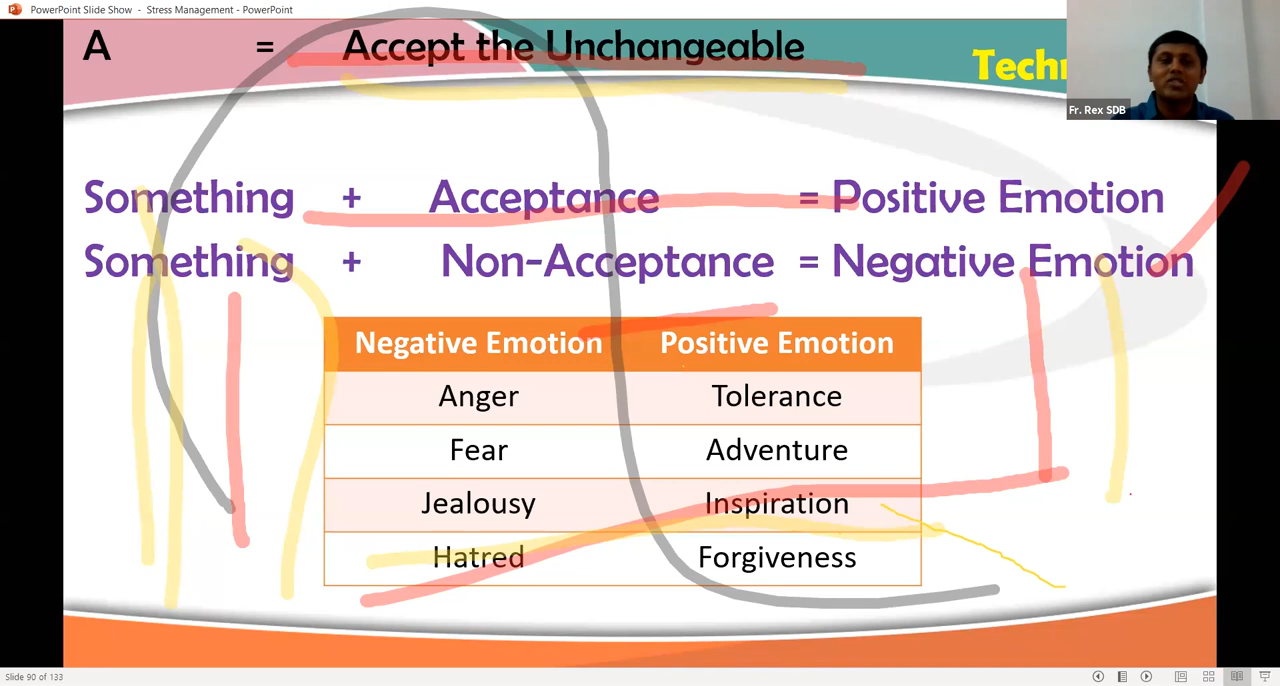 PowerPoint Slide Show - Stress Management - PowerPoint
A = Accept the Unchangeable
Fr. Rex SDB
Something + Acceptance = Positive Emotion
Something + Non-Acceptance = Negative Emotion
Negative Emotion Positive Emotion
Anger Tolerance
Fear Adventure
Jealousy Inspiration
Hatred Forgiveness
Slide 90 of 133